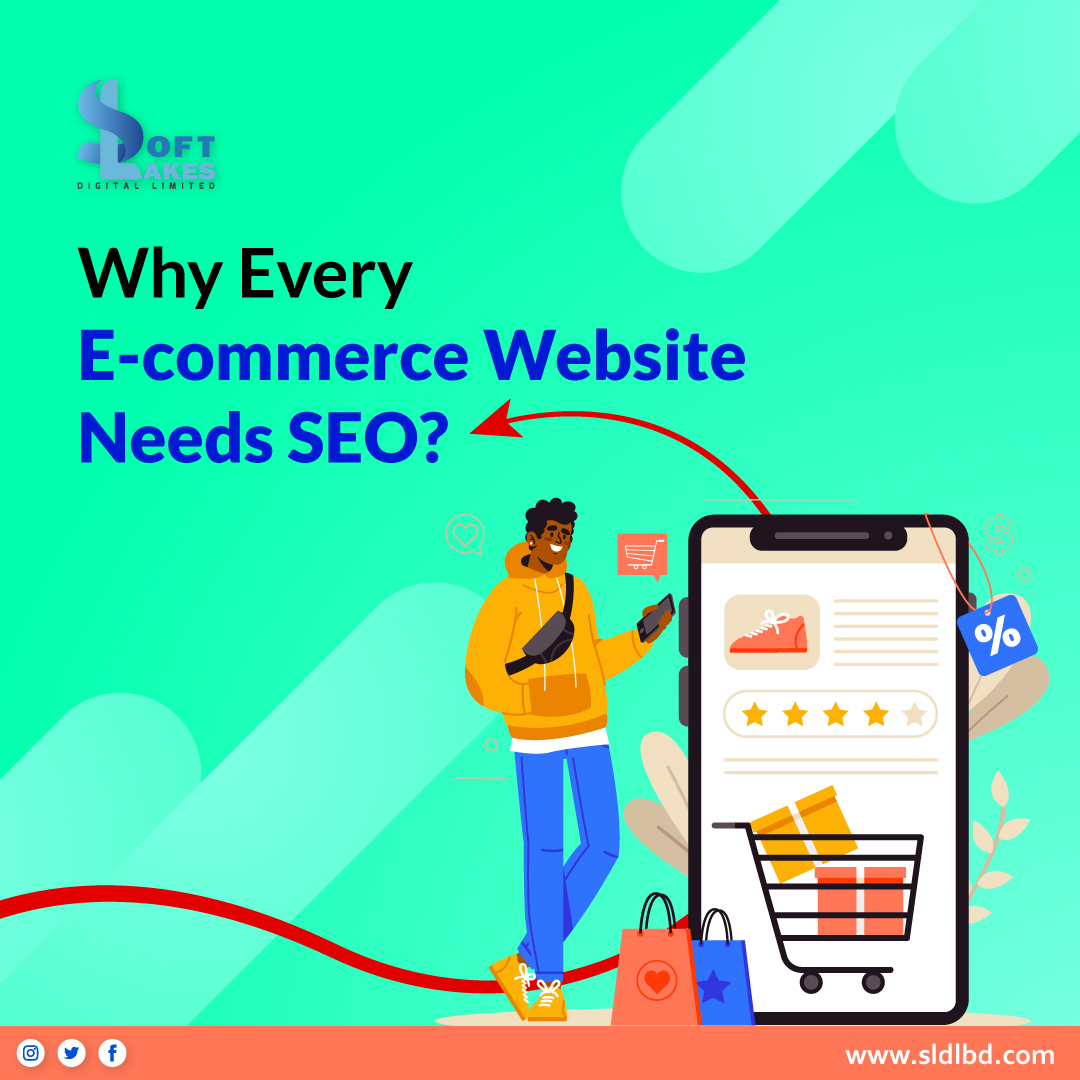 SOFT
LAKES
DIGITAL LIMITED
Why Every
E-commerce Website
Needs SEO?
%
www.sldlbd.com